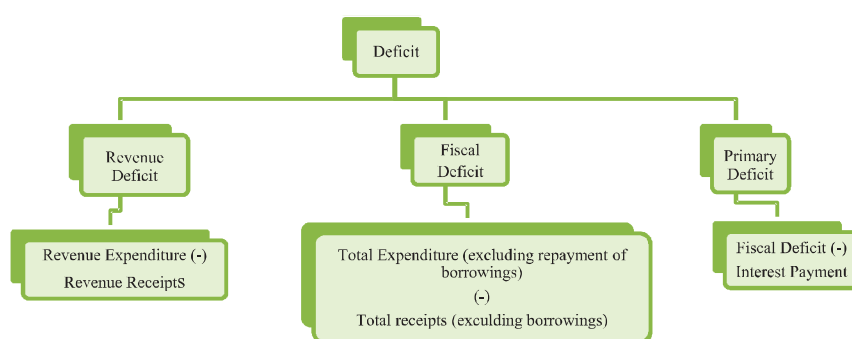 Deficit
Revenue
Deficit
Fiscal
Deficit
Primary
Deficit
Revenue Expenditure (-)
Revenue ReceiptS
Total Expenditure (excluding repayment of
borrowings)
(-)
Total receipts (exculding borrowings)
Fiscal Deficit (-)
Interest Payment